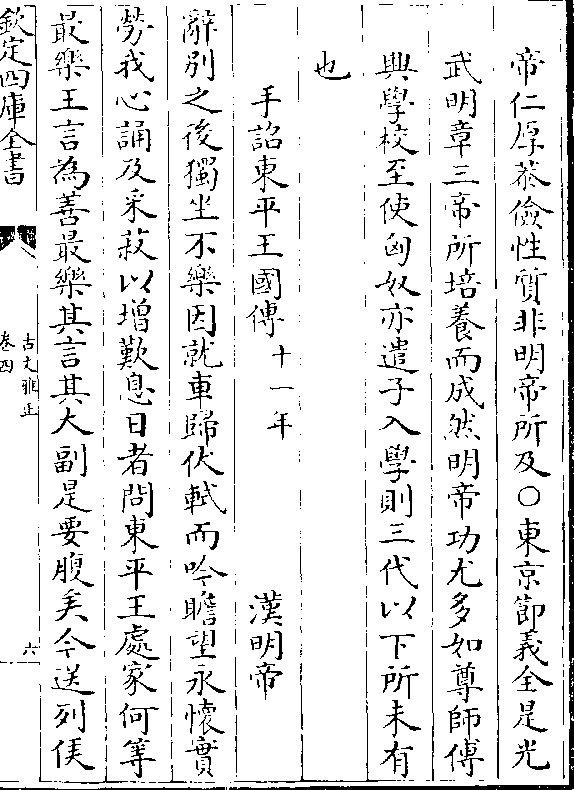 帝仁厚恭儉性質非明帝所及○東京節義全是光
武明章三帝所培養而成然明帝功尤多如尊師傅
興學校至使匈奴亦遣子入學則三代以下所未有
也
手詔東平王國傅十一年 漢明帝
辭別之後獨坐不樂因就車歸伏軾而吟瞻望永懷實
勞我心誦及采菽以增歎息日者問東平王處家何等
最樂王言為善最樂其言其大副是要腹矣今送列侯
欽定四庫全書
古文雅正
卷四
六